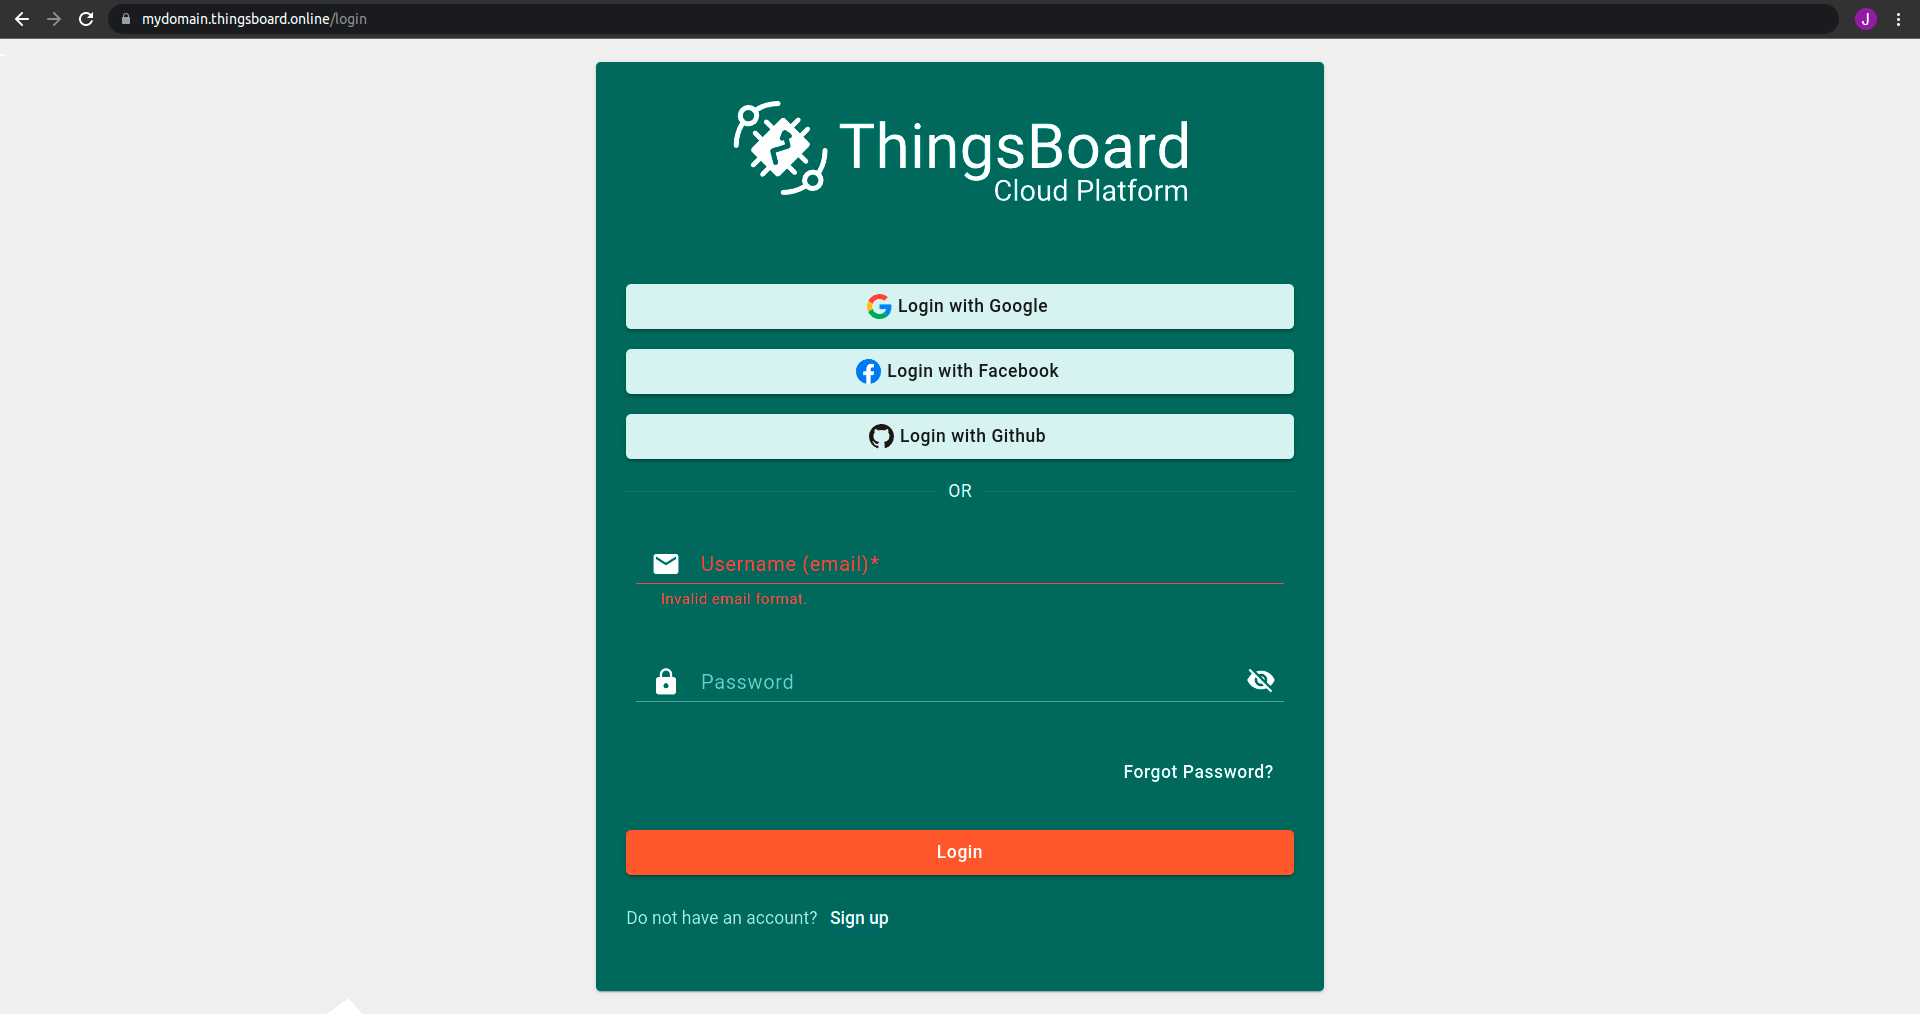 mydomain.thingsboard.online/login
J
ThingsBoard
Cloud Platform
Login with Google
Login with Facebook
Login with Github
OR
Username (email)*
Invalid email format.
Password
Forgot Password?
Login
Do not have an account? Sign up